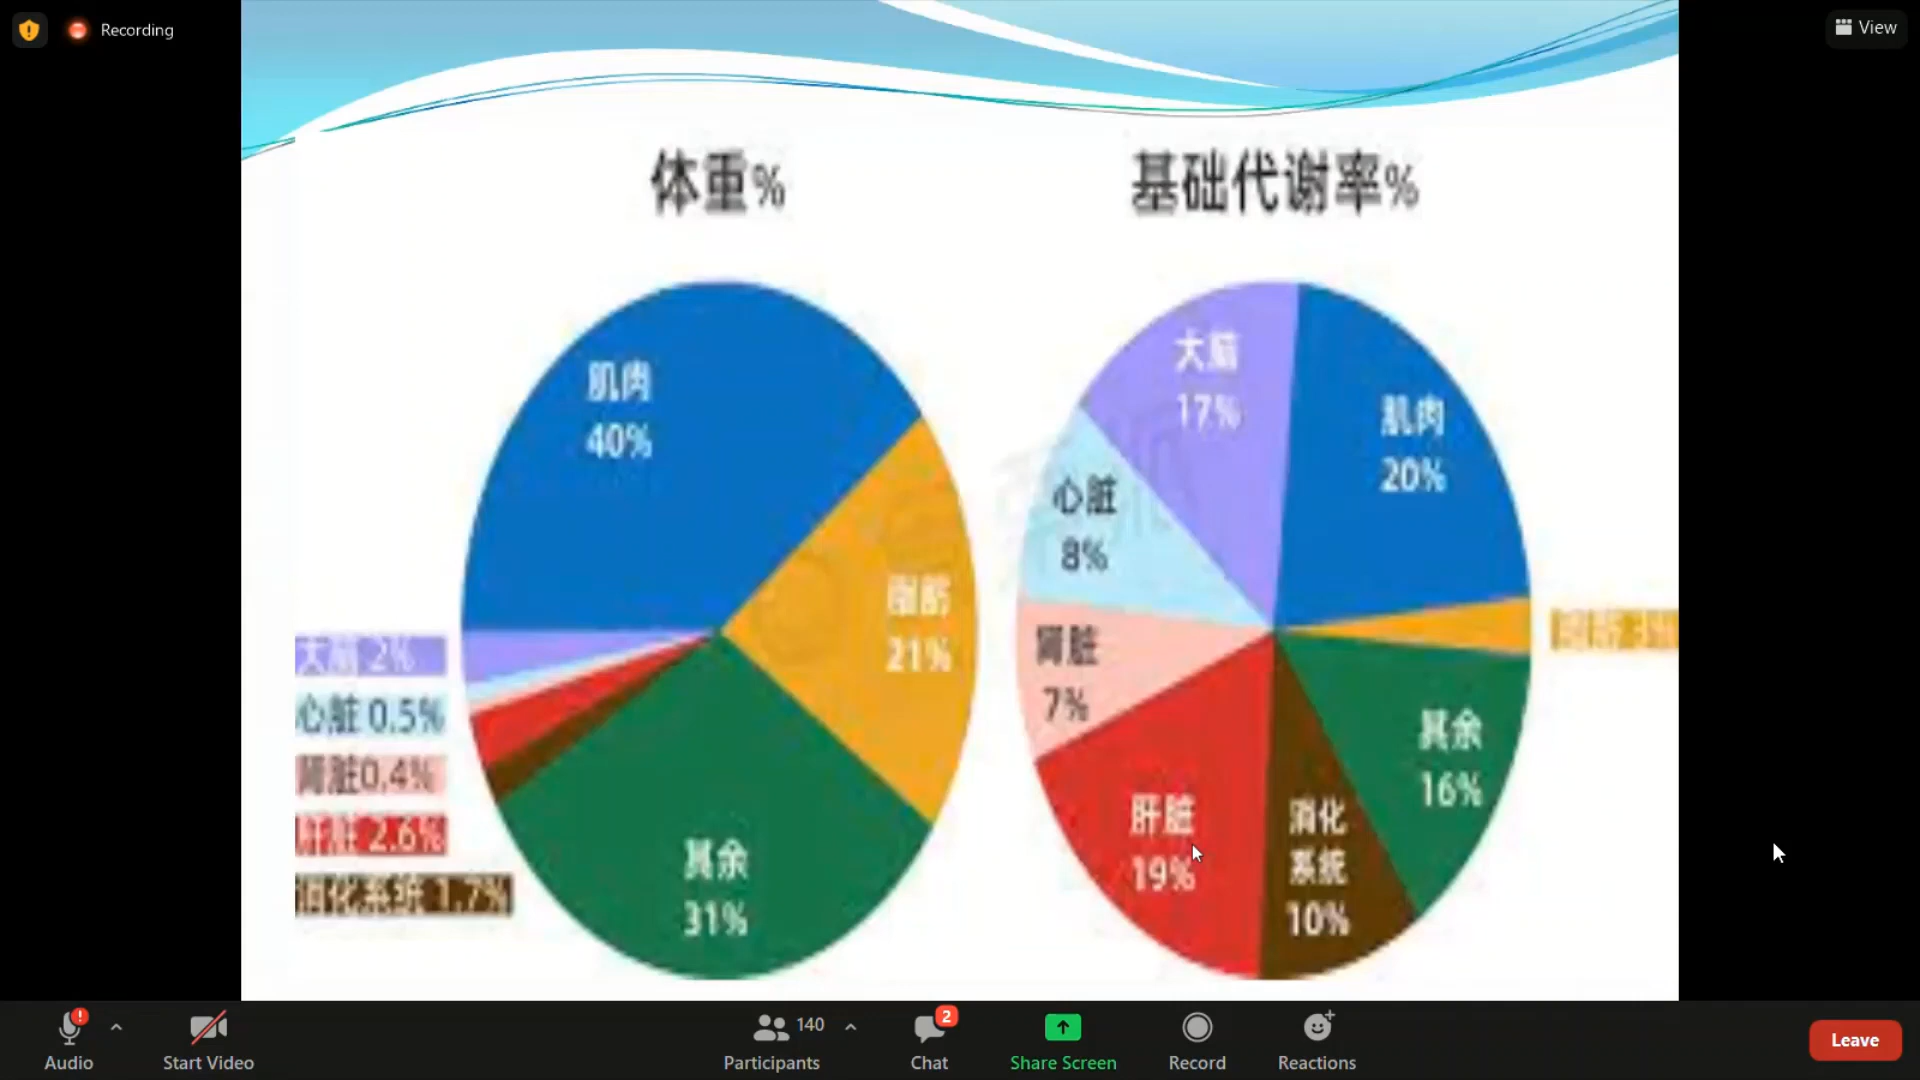 Recording
View
体重%
基础代谢率%
肌肉
40%
脂肪
21%
大脑 2%
心脏 0.5%
肾脏0.4%
肝脏 2.6%
消化系统 1.7%
其余
31%
大脑
17%
肌肉
20%
心脏
8%
脂肪 3%
肾脏
7%
其余
16%
肝脏
19%
消化
系统
10%
Audio
Start Video
140
Participants
2
Chat
Share Screen
Record
Reactions
Leave